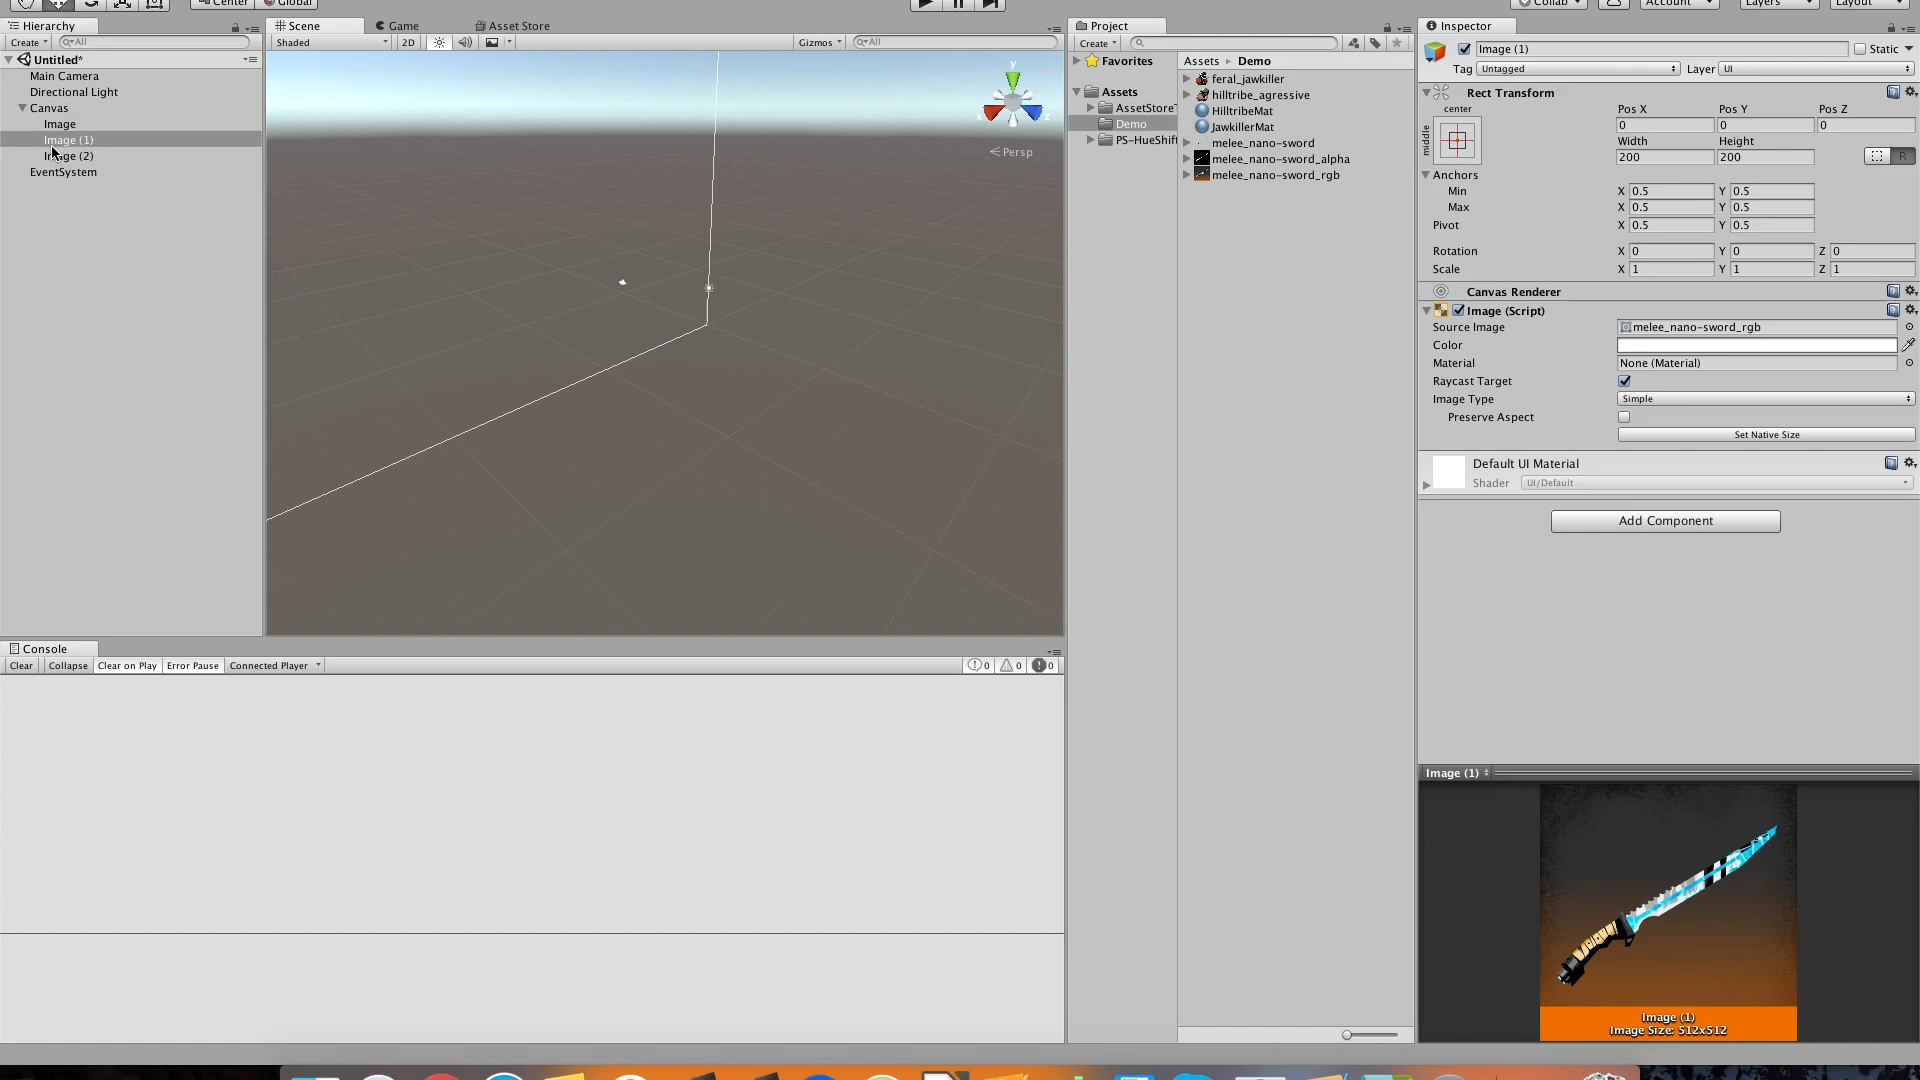 Center
Global
Collab
Account
Layers
Layout
Hierarchy
Create
All
Untitled*
Main Camera
Directional Light
Canvas
Image
Image (1)
Image (2)
EventSystem
Scene
Game
Asset Store
Shaded
2D
Gizmos
All
y
x
z
Persp
Project
Create
Favorites
Assets
AssetStoreT
Demo
PS-HueShift
Assets
Demo
feral_jawkiller
hilltribe_agressive
HilltribeMat
JawkillerMat
melee_nano-sword
melee_nano-sword_alpha
melee_nano-sword_rgb
Inspector
Image (1)
Static
Tag
Untagged
Layer
UI
Rect Transform
center
middle
Pos X
Pos Y
Pos Z
0
0
0
Width
Height
200
200
R
Anchors
Min
X 0.5
Y 0.5
Max
X 0.5
Y 0.5
Pivot
X 0.5
Y 0.5
Rotation
X 0
Y 0
Z 0
Scale
X 1
Y 1
Z 1
Canvas Renderer
Image (Script)
Source Image
melee_nano-sword_rgb
Color
Material
None (Material)
Raycast Target
Image Type
Simple
Preserve Aspect
Set Native Size
Default UI Material
Shader
UI/Default
Add Component
Image (1)
Image (1)
Image Size: 512x512
Console
Clear
Collapse
Clear on Play
Error Pause
Connected Player
0
0
0